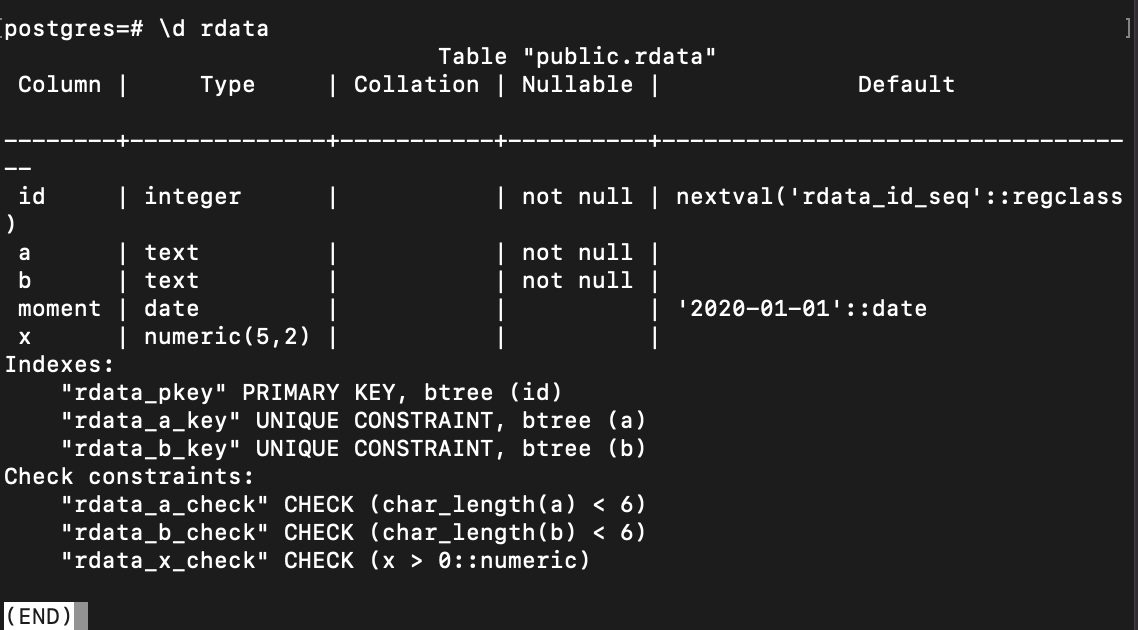 [postgres=# \d rdata ]
Table "public.rdata"
Column | Type | Collation | Nullable | Default
--------+--------------+-----------+----------+---------------------------------
--
id | integer | | not null | nextval('rdata_id_seq'::regclass
)
a | text | | not null |
b | text | | not null |
moment | date | | | '2020-01-01'::date
x | numeric(5,2) | | |
Indexes:
"rdata_pkey" PRIMARY KEY, btree (id)
"rdata_a_key" UNIQUE CONSTRAINT, btree (a)
"rdata_b_key" UNIQUE CONSTRAINT, btree (b)
Check constraints:
"rdata_a_check" CHECK (char_length(a) < 6)
"rdata_b_check" CHECK (char_length(b) < 6)
"rdata_x_check" CHECK (x > 0::numeric)
(END)